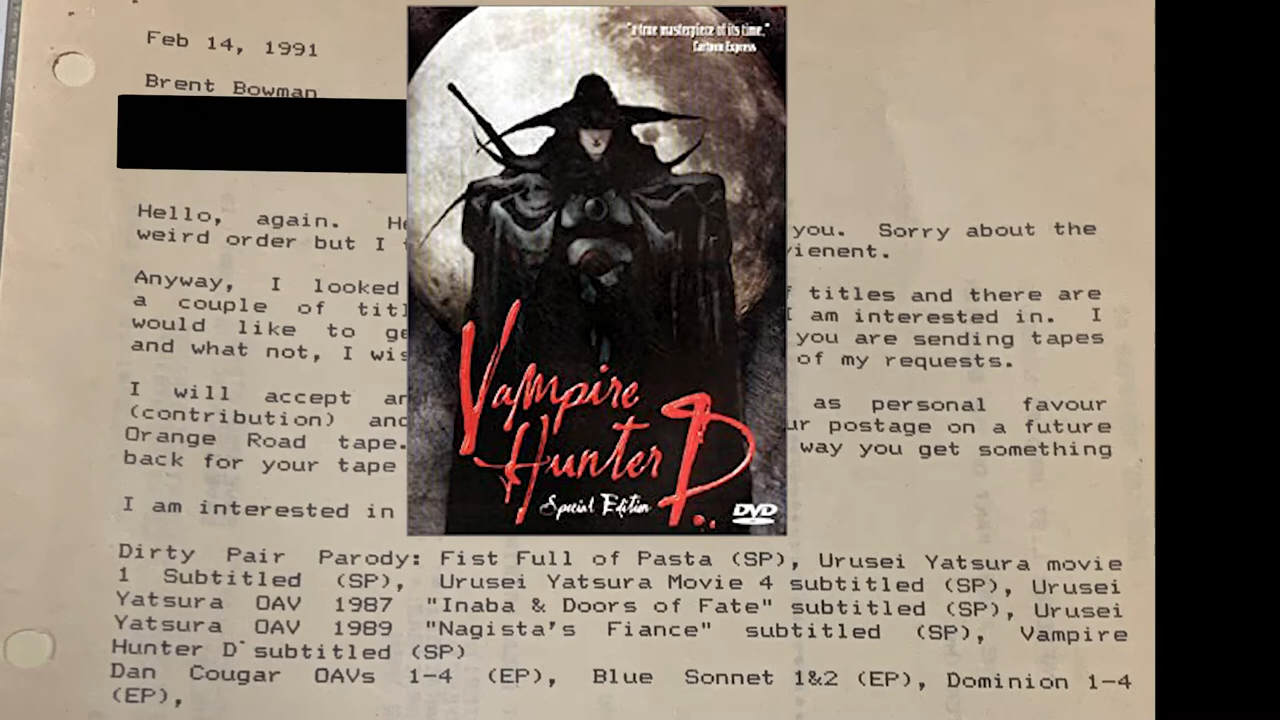 Feb 14, 1991
Brent Bowman
Hello, again. He
you. Sorry about the
weird order but I
vienent.
Anyway, I looked
titles and there are
a couple of titl
I am interested in. I
would like to ge
you are sending tapes
and what not, I wis
of my requests.
I will accept an
as personal favour
(contribution) and
ur postage on a future
Orange Road tape.
way you get something
back for your tape
I am interested in
"a true masterpiece of its time."
Cartoon Express
Vampire
Hunter D
Special Edition
DVD
Dirty Pair Parody: Fist Full of Pasta (SP), Urusei Yatsura movie
1 Subtitled (SP), Urusei Yatsura Movie 4 subtitled (SP), Urusei
Yatsura OAV 1987 "Inaba & Doors of Fate" subtitled (SP), Urusei
Yatsura OAV 1989 "Nagista's Fiance" subtitled (SP), Vampire
Hunter D subtitled (SP)
Dan Cougar OAVs 1-4 (EP), Blue Sonnet 1&2 (EP), Dominion 1-4
(EP),